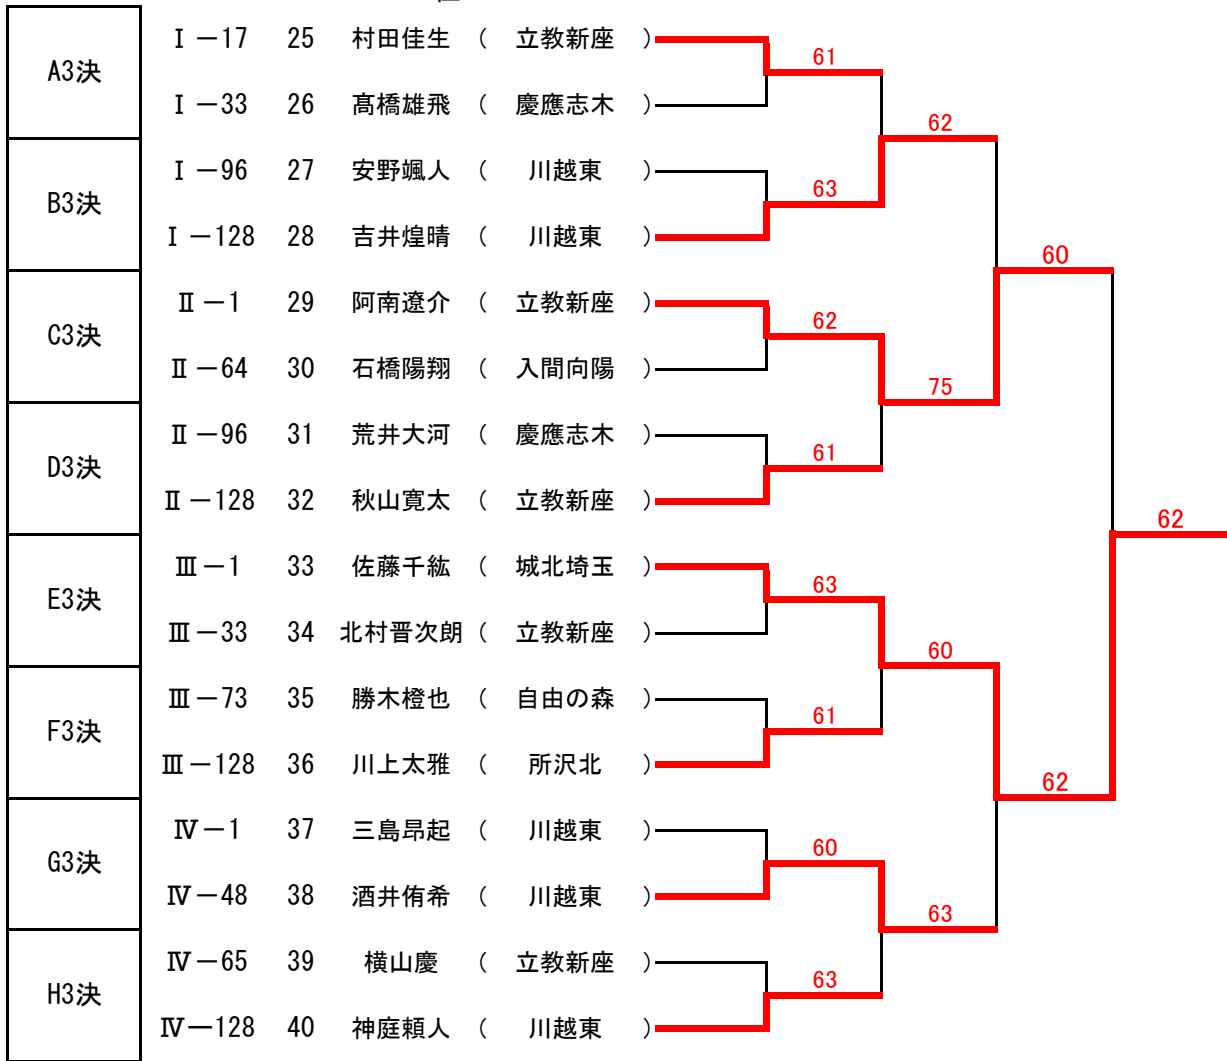 A3決
Ⅰ－17 25 村田佳生 （ 立教新座 ）
61
Ⅰ－33 26 髙橋雄飛 （ 慶應志木 ）
62
B3決
Ⅰ－96 27 安野颯人 （ 川越東 ）
63
Ⅰ－128 28 吉井煌晴 （ 川越東 ）
60
C3決
Ⅱ－1 29 阿南遼介 （ 立教新座 ）
62
Ⅱ－64 30 石橋陽翔 （ 入間向陽 ）
75
D3決
Ⅱ－96 31 荒井大河 （ 慶應志木 ）
61
Ⅱ－128 32 秋山寛太 （ 立教新座 ）
62
E3決
Ⅲ－1 33 佐藤千紘 （ 城北埼玉 ）
63
Ⅲ－33 34 北村晋次朗 （ 立教新座 ）
60
F3決
Ⅲ－73 35 勝木橙也 （ 自由の森 ）
61
Ⅲ－128 36 川上太雅 （ 所沢北 ）
62
G3決
Ⅳ－1 37 三島昂起 （ 川越東 ）
60
Ⅳ－48 38 酒井侑希 （ 川越東 ）
63
H3決
Ⅳ－65 39 横山慶 （ 立教新座 ）
63
Ⅳ－128 40 神庭頼人 （ 川越東 ）